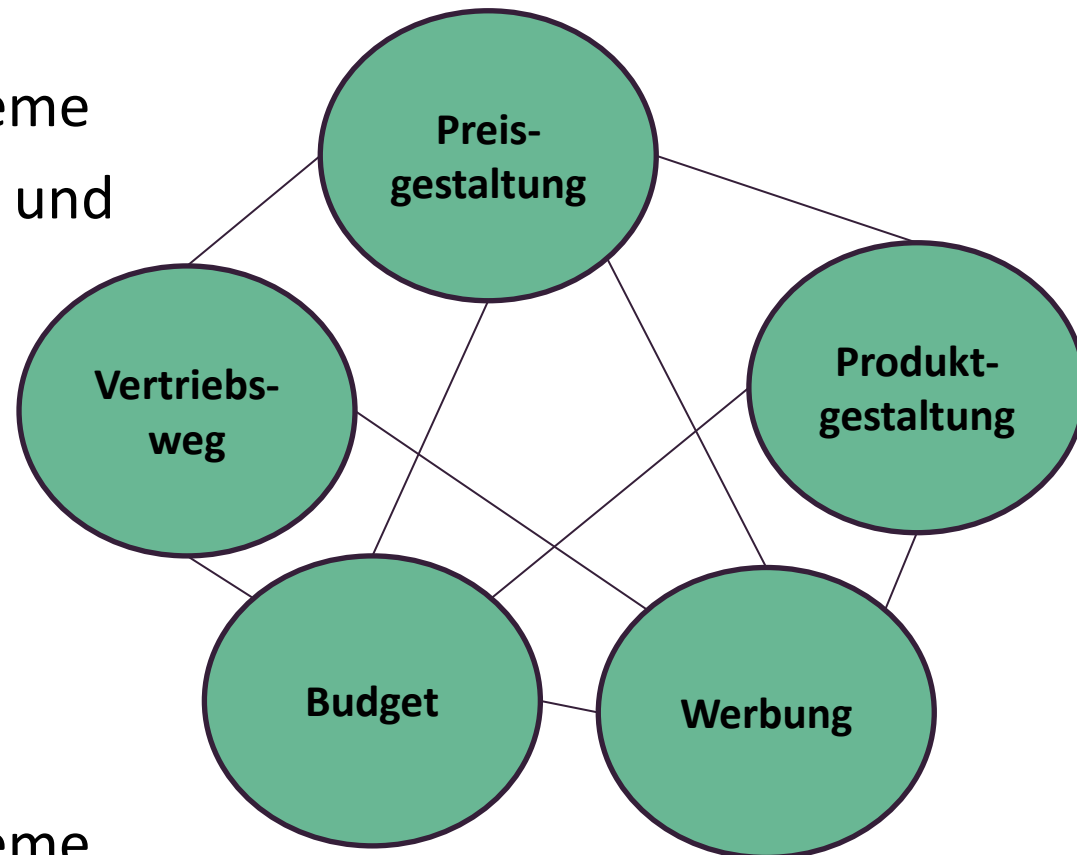 eme
und
Preis-
gestaltung
Vertriebs-
weg
Produkt-
gestaltung
Budget
Werbung
eme